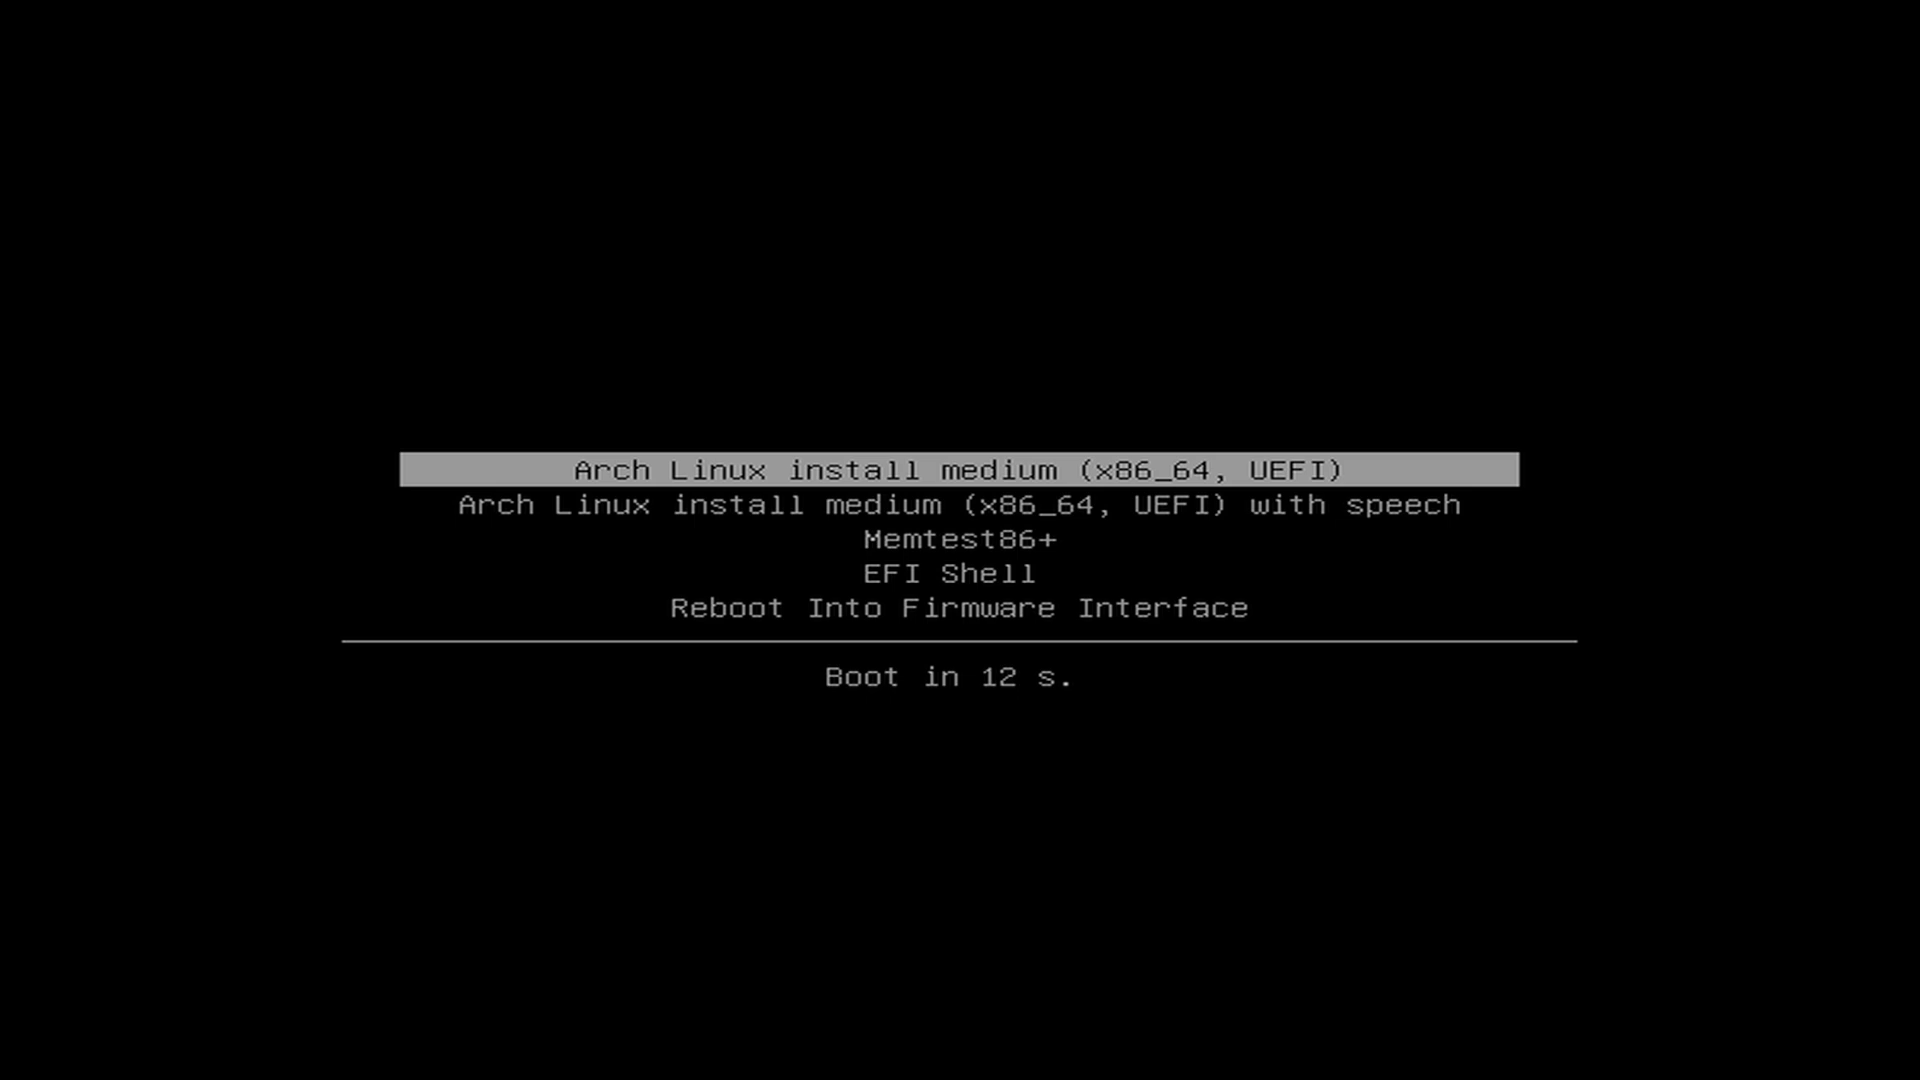 Arch Linux install medium (x86_64, UEFI)
Arch Linux install medium (x86_64, UEFI) with speech
Memtest86+
EFI Shell
Reboot Into Firmware Interface
Boot in 12 s.